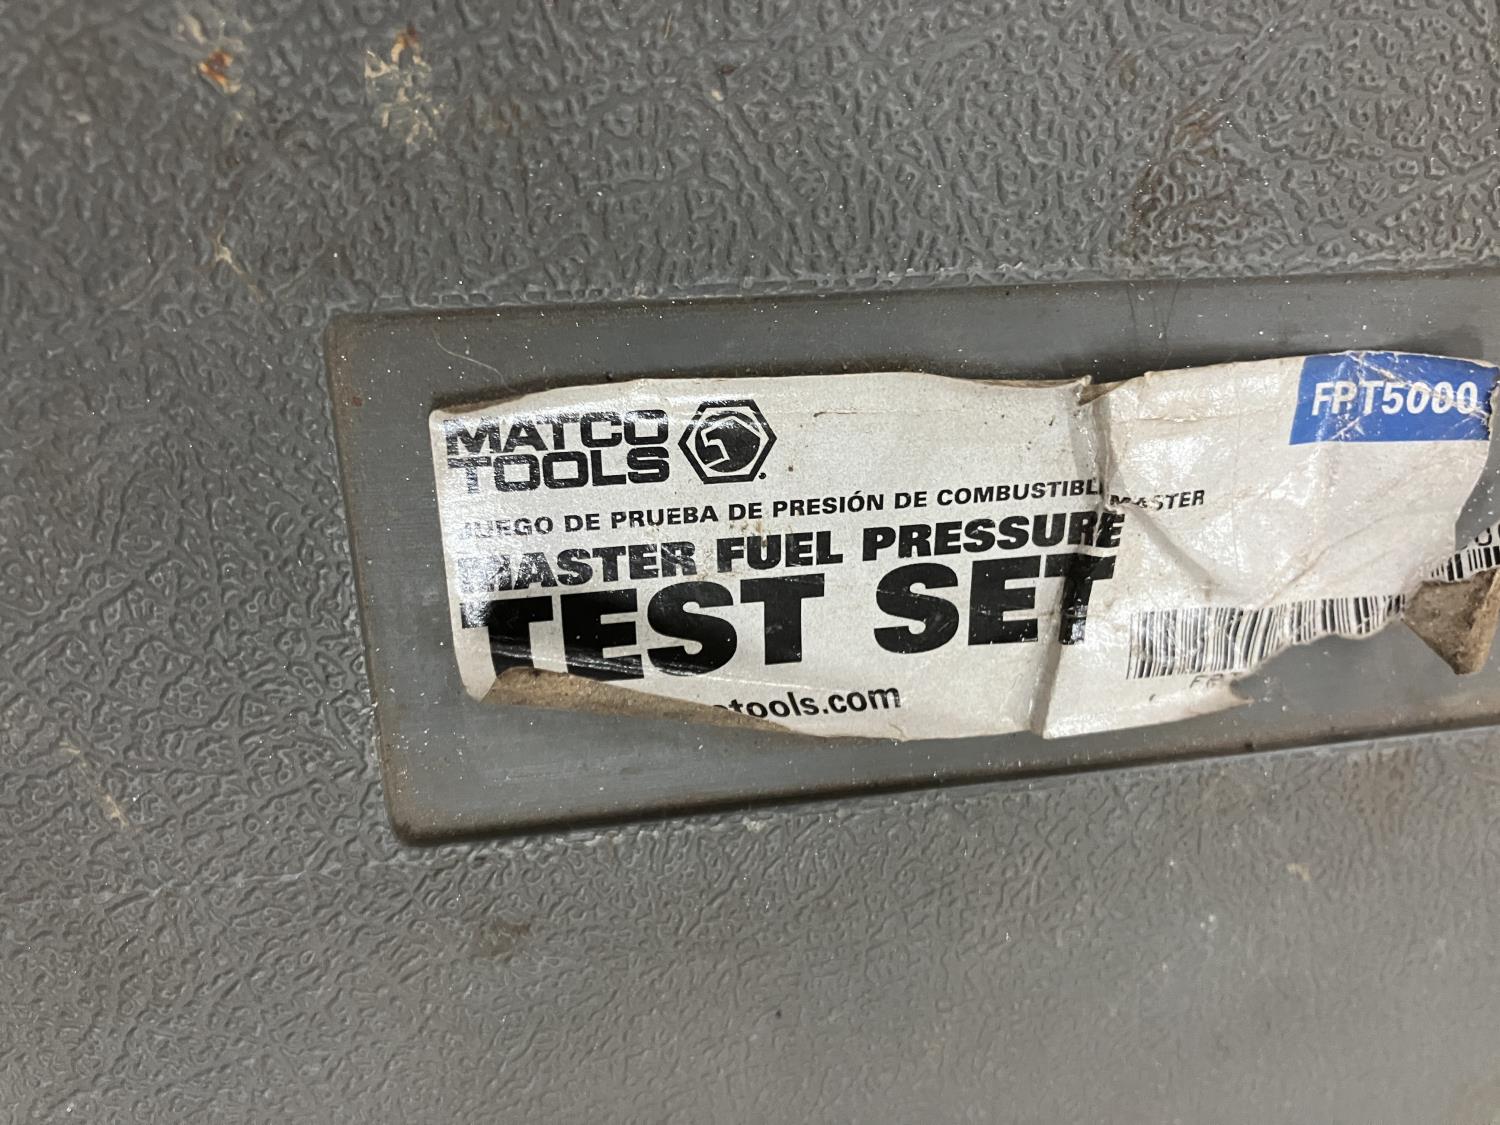 MATCO
TOOLS
FPT5000
JUEGO DE PRUEBA DE PRESIÓN DE COMBUSTIBLE MASTER
MASTER FUEL PRESSURE
TEST SET
tools.com